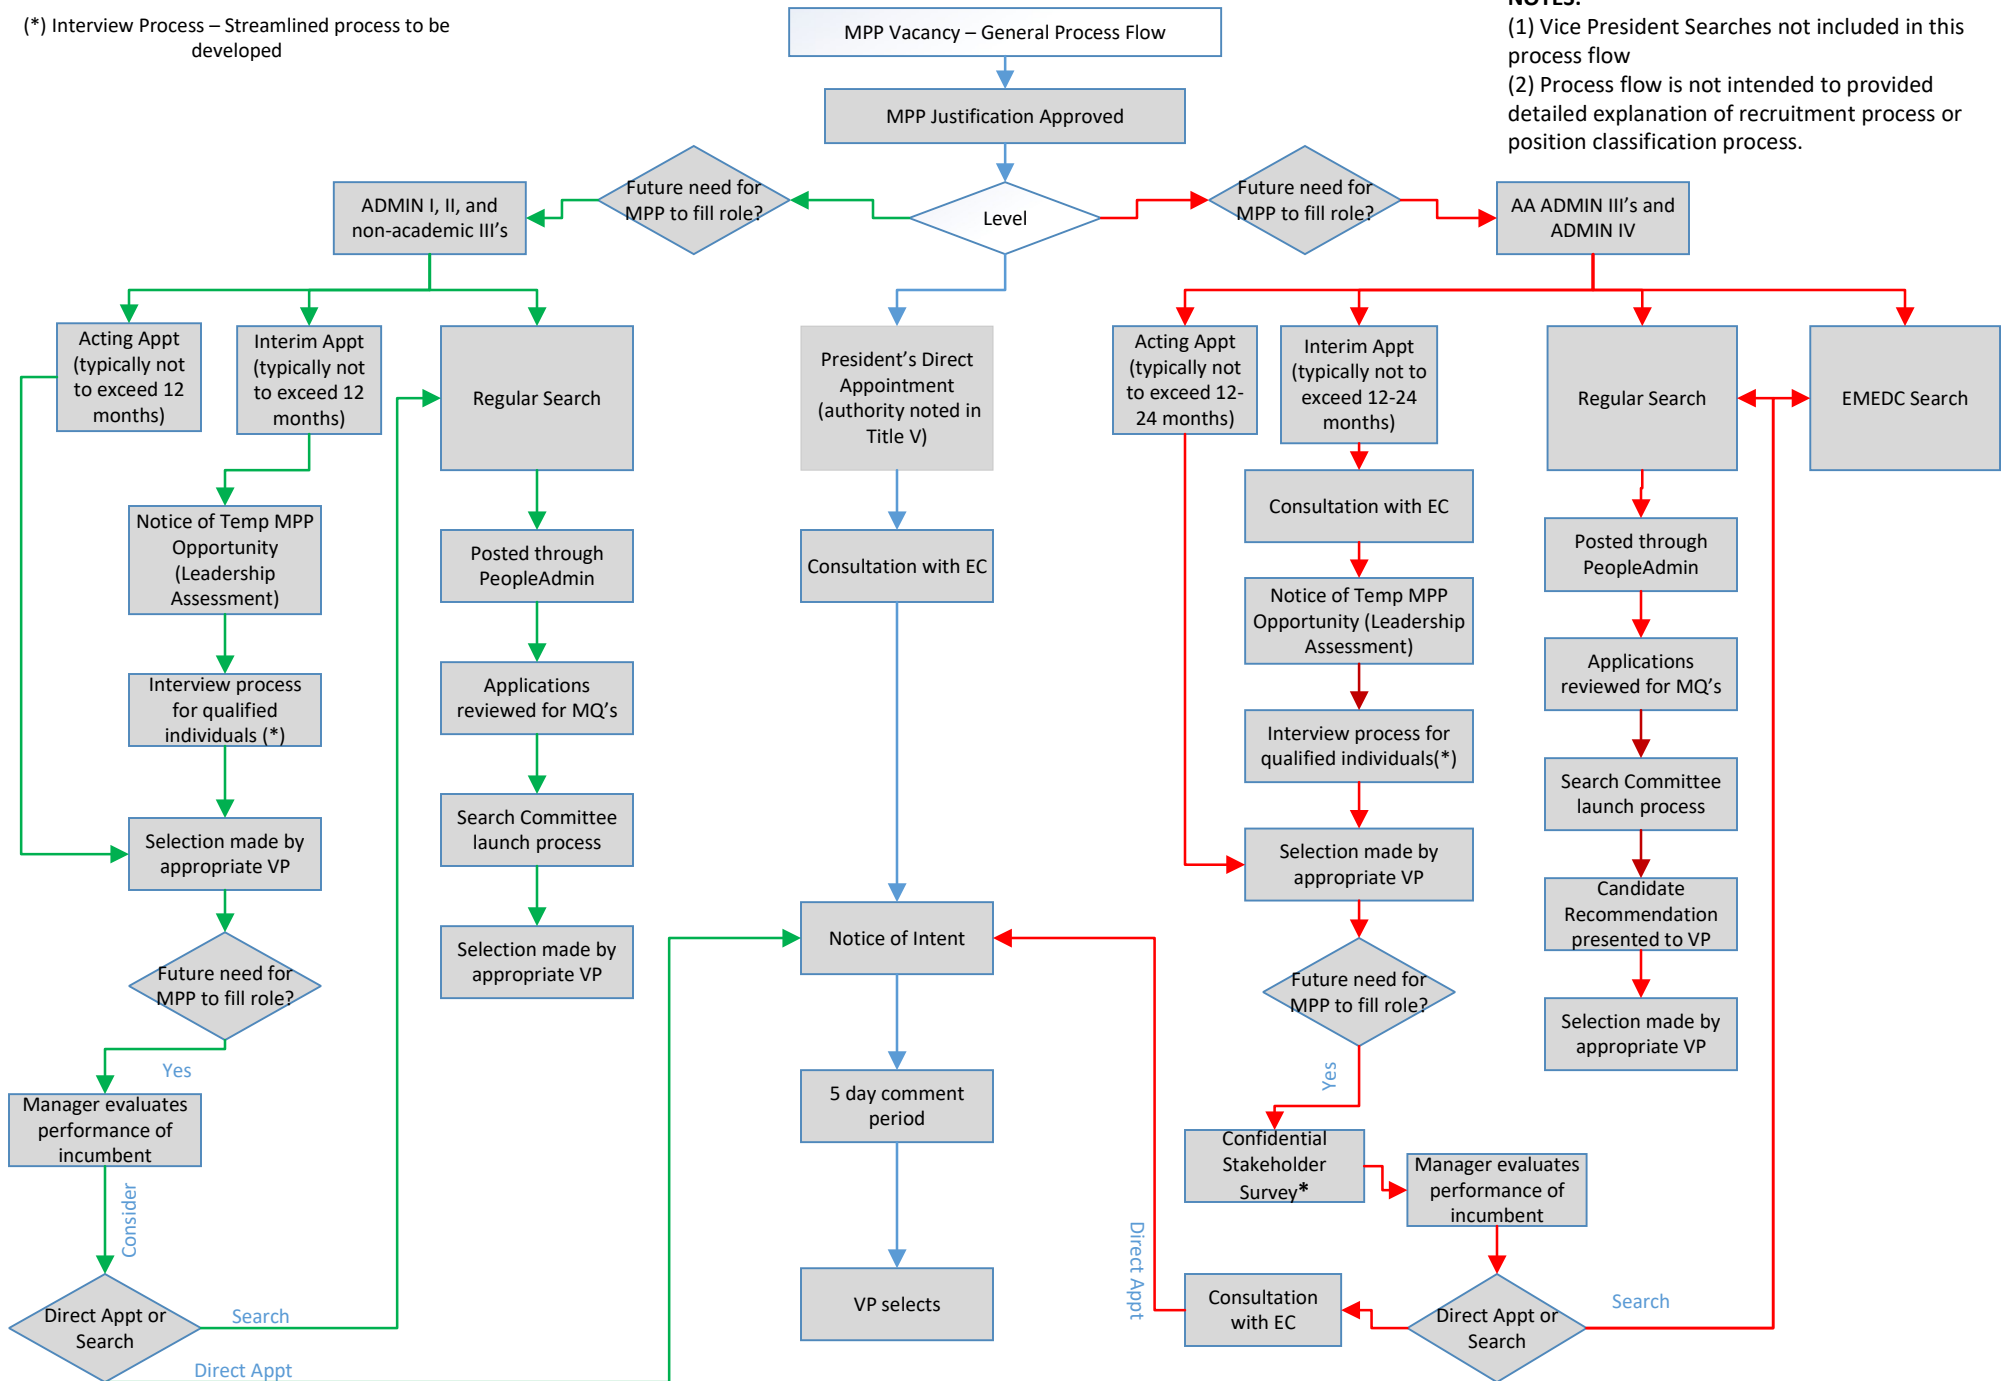 (*) Interview Process – Streamlined process to be
developed
MPP Vacancy – General Process Flow
NOTES:
(1) Vice President Searches not included in this
process flow
(2) Process flow is not intended to provided
detailed explanation of recruitment process or
position classification process.
MPP Justification Approved
Level
Future need for
MPP to fill role?
ADMIN I, II, and
non-academic III’s
Future need for
MPP to fill role?
AA ADMIN III’s and
ADMIN IV
Acting Appt
(typically not
to exceed 12
months)
Interim Appt
(typically not
to exceed 12
months)
Regular Search
President’s Direct
Appointment
(authority noted in
Title V)
Acting Appt
(typically not
to exceed 12-
24 months)
Interim Appt
(typically not to
exceed 12-24
months)
Regular Search
EMEDC Search
Notice of Temp MPP
Opportunity
(Leadership
Assessment)
Posted through
PeopleAdmin
Consultation with EC
Consultation with EC
Posted through
PeopleAdmin
Notice of Temp MPP
Opportunity (Leadership
Assessment)
Interview process
for qualified
individuals (*)
Applications
reviewed for MQ’s
Applications
reviewed for MQ’s
Interview process for
qualified individuals(*)
Search Committee
launch process
Search Committee
launch process
Selection made by
appropriate VP
Selection made by
appropriate VP
Candidate
Recommendation
presented to VP
Selection made by
appropriate VP
Notice of Intent
Future need for
MPP to fill role?
Future need for
MPP to fill role?
Selection made by
appropriate VP
Yes
Yes
Manager evaluates
performance of
incumbent
5 day comment
period
Confidential
Stakeholder
Survey*
Manager evaluates
performance of
incumbent
Consider
Direct Appt
Direct Appt or
Search
Search
VP selects
Consultation
with EC
Direct Appt or
Search
Search
Direct Appt